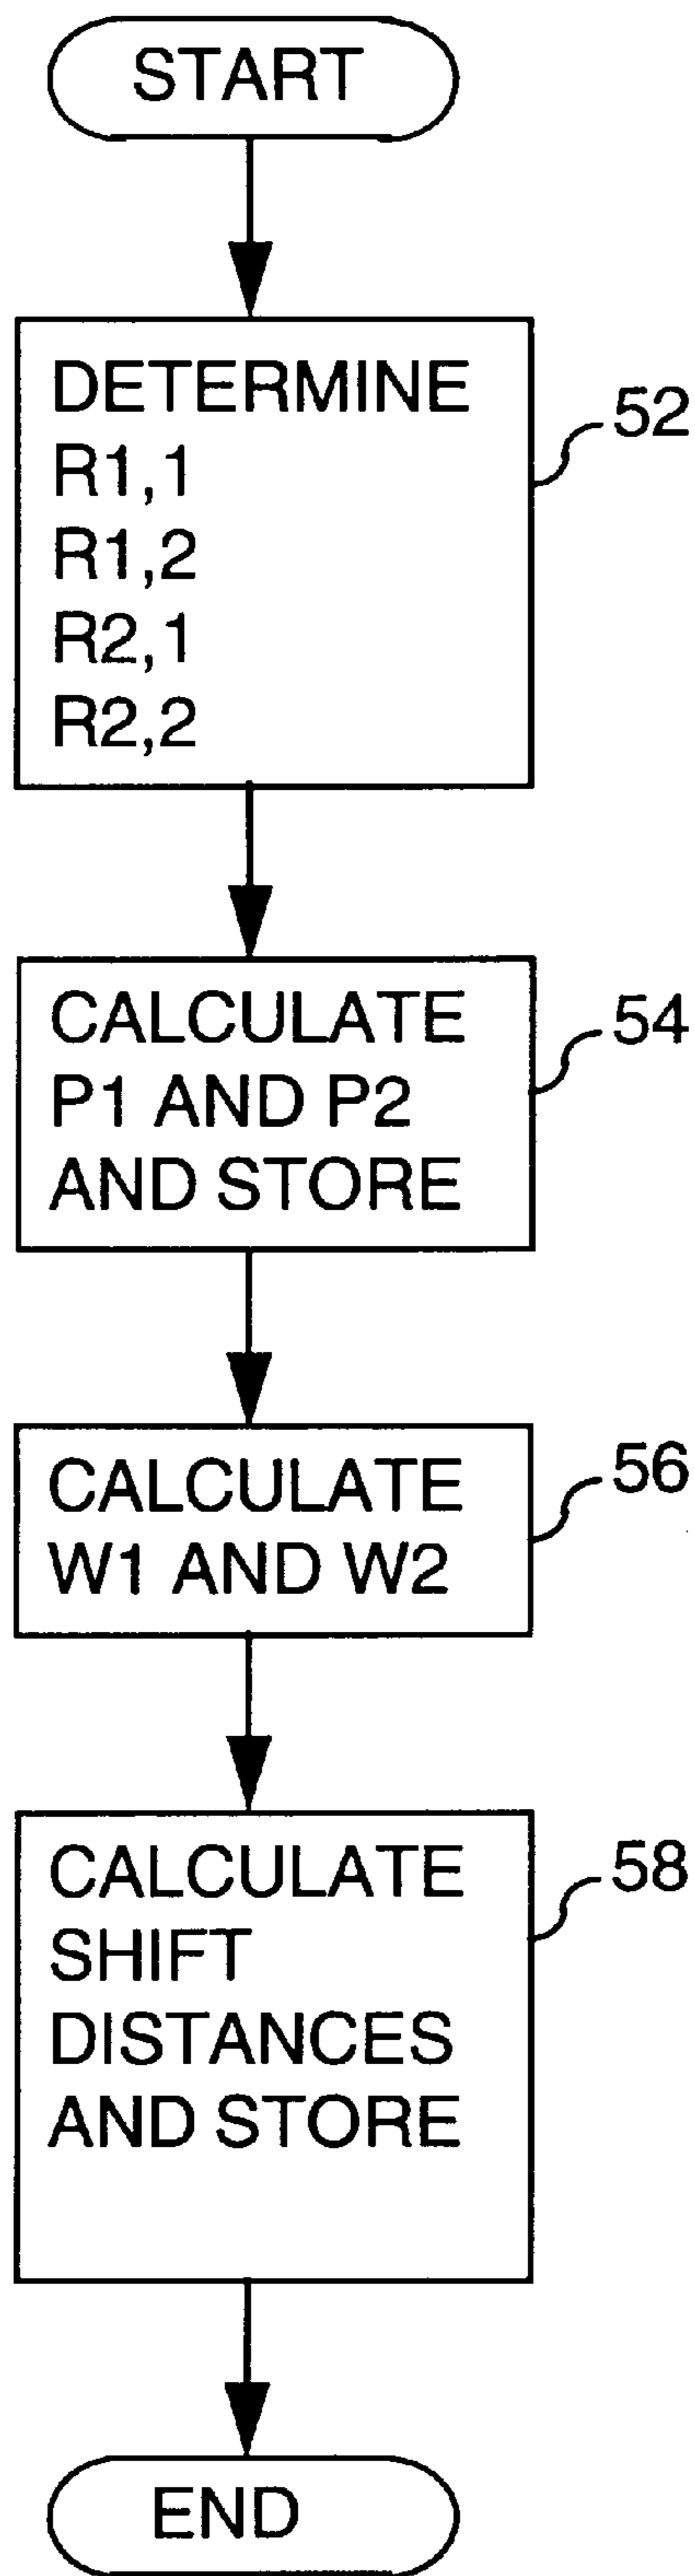 START
DETERMINE
R1,1
R1,2
R2,1
R2,2
52
CALCULATE
P1 AND P2
AND STORE
54
CALCULATE
W1 AND W2
56
CALCULATE
SHIFT
DISTANCES
AND STORE
58
END